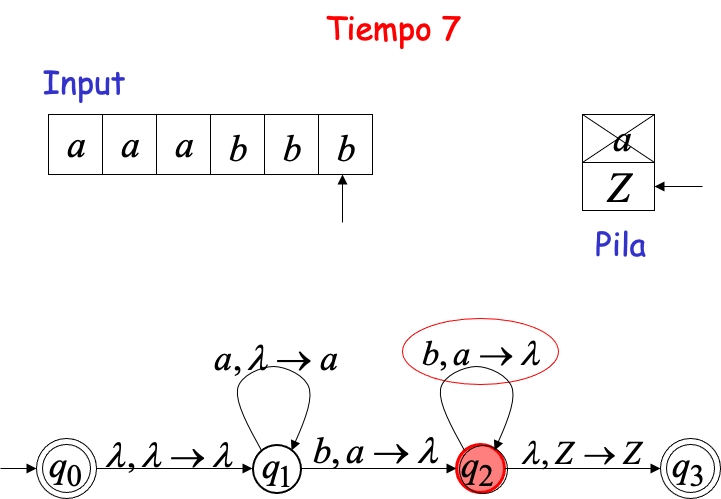 Tiempo 7
Input
a a a b b b
a
Z
Pila
a, λ → a
b, a → λ
λ, λ → λ
b, a → λ
λ, Z → Z
q0 q1 q2 q3